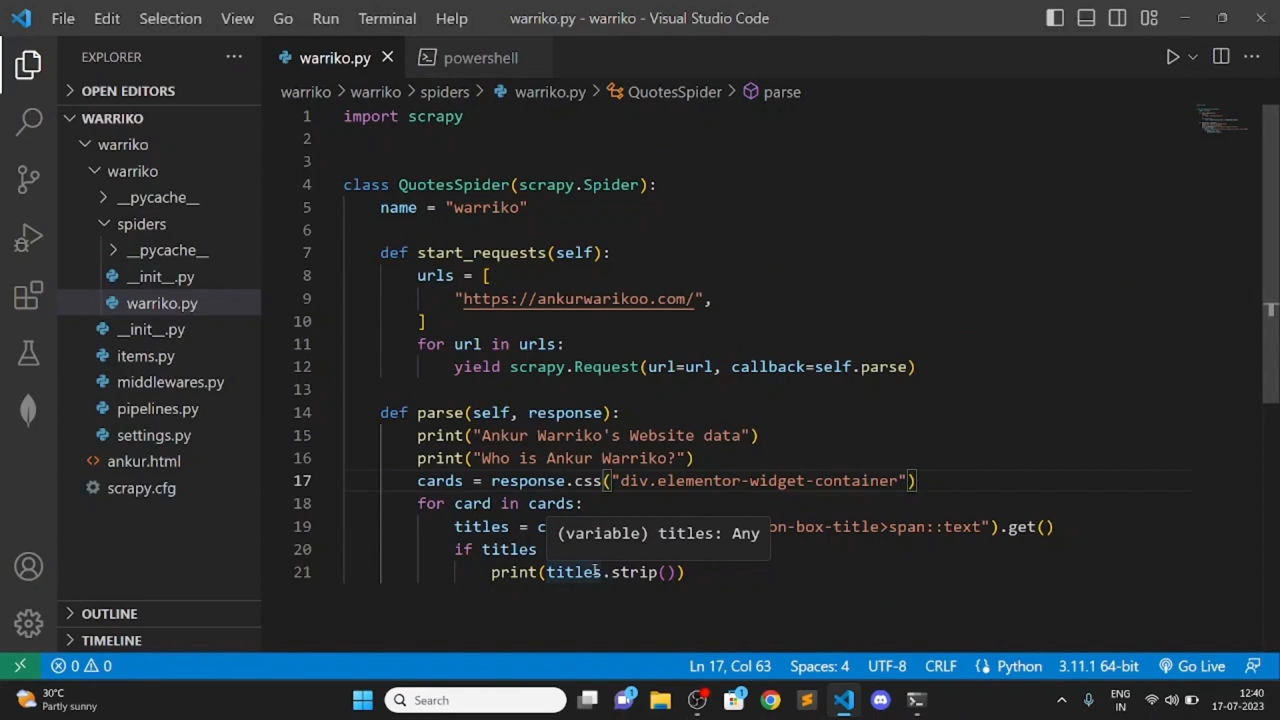 File Edit Selection View Go Run Terminal Help warriko.py - warriko - Visual Studio Code
EXPLORER
warriko.py powershell
OPEN EDITORS
warriko > warriko > spiders > warriko.py > QuotesSpider > parse
WARRIKO
warriko
warriko
__pycache__
spiders
__pycache__
__init__.py
warriko.py
__init__.py
items.py
middlewares.py
pipelines.py
settings.py
ankur.html
scrapy.cfg
OUTLINE
TIMELINE
1 import scrapy
2
3
4 class QuotesSpider(scrapy.Spider):
5 name = "warriko"
6
7 def start_requests(self):
8 urls = [
9 "https://ankurwarikoo.com/",
10 ]
11 for url in urls:
12 yield scrapy.Request(url=url, callback=self.parse)
13
14 def parse(self, response):
15 print("Ankur Warriko's Website data")
16 print("Who is Ankur Warriko?")
17 cards = response.css("div.elementor-widget-container")
18 for card in cards:
19 titles = c on-box-title>span::text").get()
(variable) titles: Any
20 if titles
21 print(titles.strip())
0 0 Ln 17, Col 63 Spaces: 4 UTF-8 CRLF Python 3.11.1 64-bit Go Live
30°C
Partly sunny
Search
1
1
ENG
IN
12:40
17-07-2023